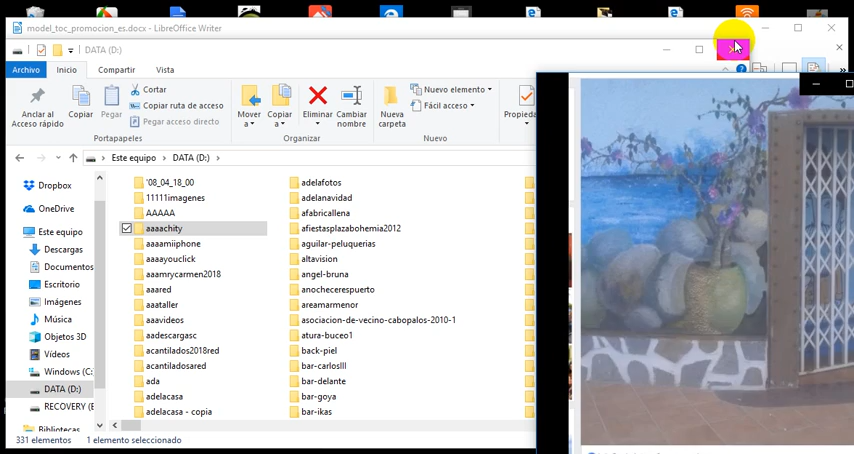 model_toc_promocion_es.docx - LibreOffice Writer
DATA (D:)
Archivo Inicio Compartir Vista
Anclar al Acceso rápido
Copiar
Pegar
Cortar
Copiar ruta de acceso
Pegar acceso directo
Mover a
Copiar a
Eliminar
Cambiar nombre
Nueva carpeta
Nuevo elemento
Fácil acceso
Portapapeles Organizar Nuevo
Este equipo > DATA (D:) >
Dropbox
OneDrive
Este equipo
Descargas
Documentos
Escritorio
Imágenes
Música
Objetos 3D
Vídeos
Windows (C:
DATA (D:)
RECOVERY (E
Bibliotecas
'08_04_18_00
11111imagenes
AAAAA
aaaachity
aaaamiiphone
aaaayouclick
aaamrycarmen2018
aaared
aaataller
aaavideos
aadescargasc
acantilados2018red
acantiladosared
ada
adelacasa
adelacasa - copia
adelafotos
adelanavidad
afabricallena
afiestasplazabohemia2012
aguilar-peluquerias
altavision
angel-bruna
anochecerespuerto
areamarmenor
asociacion-de-vecino-cabopalos-2010-1
atura-buceo1
back-piel
bar-carlosIII
bar-delante
bar-goya
bar-ikas
331 elementos 1 elemento seleccionado